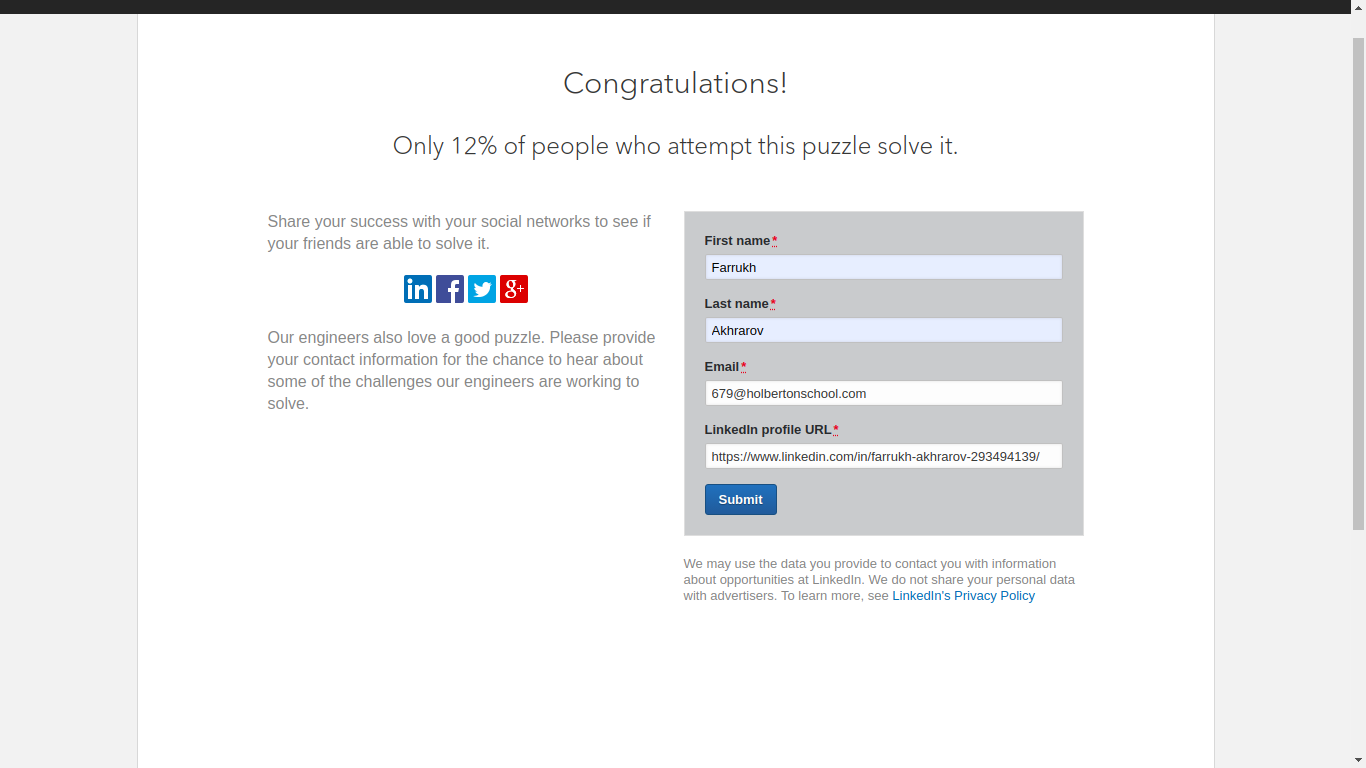 Congratulations!
Only 12% of people who attempt this puzzle solve it.
Share your success with your social networks to see if
your friends are able to solve it.
in f g+
Our engineers also love a good puzzle. Please provide
your contact information for the chance to hear about
some of the challenges our engineers are working to
solve.
First name*
Farrukh
Last name*
Akhrarov
Email*
679@holbertonschool.com
LinkedIn profile URL*
https://www.linkedin.com/in/farrukh-akhrarov-293494139/
Submit
We may use the data you provide to contact you with information
about opportunities at LinkedIn. We do not share your personal data
with advertisers. To learn more, see LinkedIn's Privacy Policy